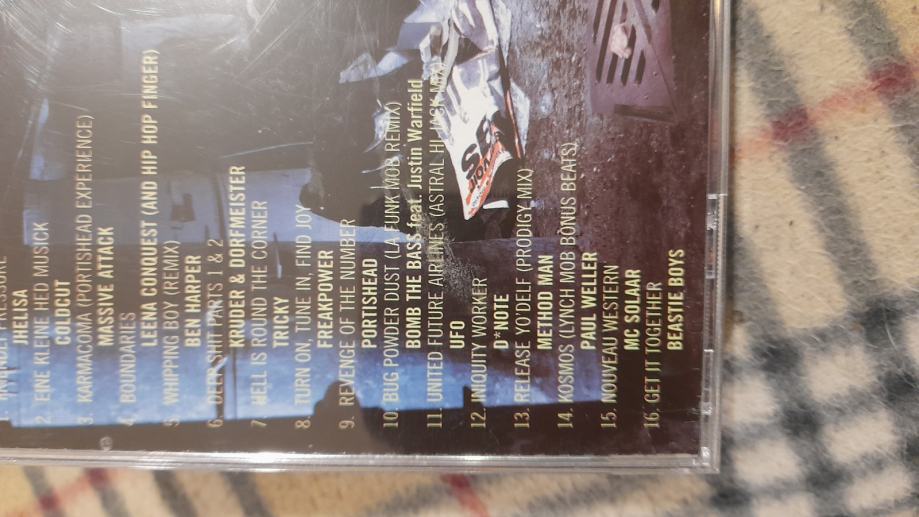 1. FRIENDLY PRESSURE
JHELISA
2. EINE KLEINE HED MUSICK
COLDCUT
3. KARMACOMA (PORTISHEAD EXPERIENCE)
MASSIVE ATTACK
4. BOUNDARIES
LEENA CONQUEST (AND HIP HOP FINGER)
5. WHIPPING BOY (REMIX)
BEN HARPER
6. DEEP SHIT PARTS 1 & 2
KRUDER & DORFMEISTER
7. HELL IS ROUND THE CORNER
TRICKY
8. TURN ON, TUNE IN, FIND JOY
FREAKPOWER
9. REVENGE OF THE NUMBER
PORTISHEAD
10. BUG POWDER DUST (LA FUNK MOB REMIX)
BOMB THE BASS feat. Justin Warfield
11. UNITED FUTURE AIRLINES (ASTRAL HI JACK MIX)
UFO
12. INIQUITY WORKER
D*NOTE
13. RELEASE YO'DELF (PRODIGY MIX)
METHOD MAN
14. KOSMOS (LYNCH MOB BONUS BEATS)
PAUL WELLER
15. NOUVEAU WESTERN
MC SOLAAR
16. GET IT TOGETHER
BEASTIE BOYS